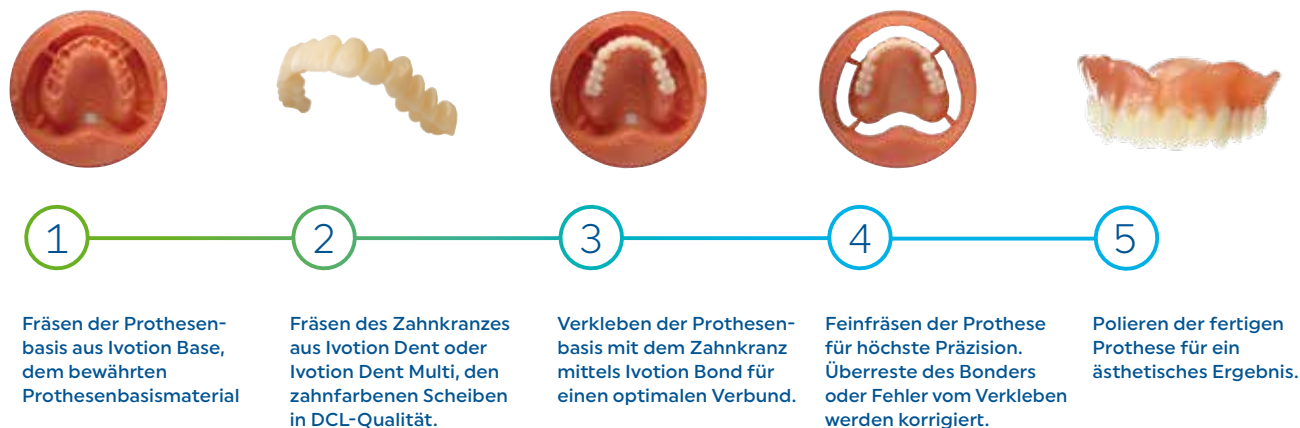 1
2
3
4
5
Fräsen der Prothesen-
basis aus Ivotion Base,
dem bewährten
Prothesenbasismaterial
Fräsen des Zahnkranzes
aus Ivotion Dent oder
Ivotion Dent Multi, den
zahnfarbenen Scheiben
in DCL-Qualität.
Verkleben der Prothesen-
basis mit dem Zahnkranz
mittels Ivotion Bond für
einen optimalen Verbund.
Feinfräsen der Prothese
für höchste Präzision.
Überreste des Bonders
oder Fehler vom Verkleben
werden korrigiert.
Polieren der fertigen
Prothese für ein
ästhetisches Ergebnis.